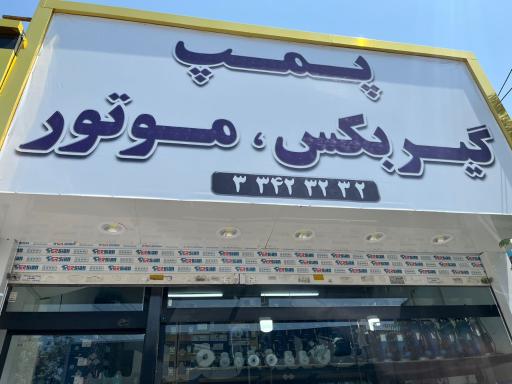 پمپ
گیربکس، موتور
۳ ۳۴۲ ۳۲ ۳۲